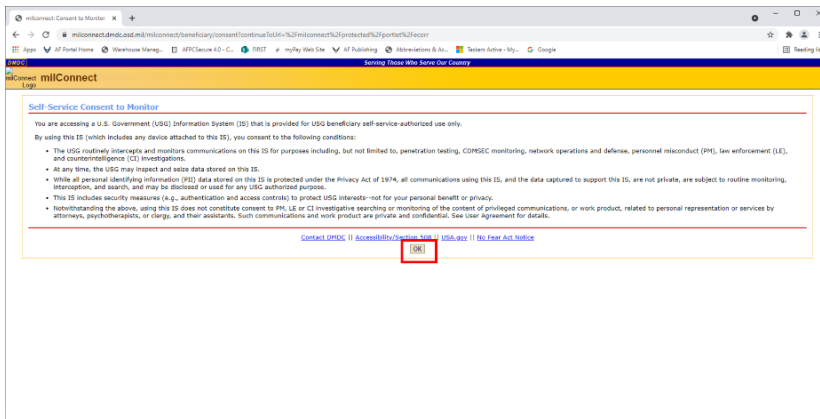 milConnect: Consent to Monitor
milconnect.dmdc.osd.mil/milconnect/beneficiary/consent?continueToUrl=%2Fmilconnect%2Fprotected%2Fportlet%2Fecorr
Apps AF Portal Home Warehouse Manag... AFPCSecure 4.0 - C... FIRST myPay Web Site AF Publishing Abbreviations & Ac... Testers Active - My... Google Reading lis
DMDC Serving Those Who Serve Our Country
milConnect Logo milConnect
Self-Service Consent to Monitor
You are accessing a U.S. Government (USG) Information System (IS) that is provided for USG beneficiary self-service-authorized use only.
By using this IS (which includes any device attached to this IS), you consent to the following conditions:
• The USG routinely intercepts and monitors communications on this IS for purposes including, but not limited to, penetration testing, COMSEC monitoring, network operations and defense, personnel misconduct (PM), law enforcement (LE),
and counterintelligence (CI) investigations.
• At any time, the USG may inspect and seize data stored on this IS.
• While all personal identifying information (PII) data stored on this IS is protected under the Privacy Act of 1974, all communications using this IS, and the data captured to support this IS, are not private, are subject to routine monitoring,
interception, and search, and may be disclosed or used for any USG authorized purpose.
• This IS includes security measures (e.g., authentication and access controls) to protect USG interests--not for your personal benefit or privacy.
• Notwithstanding the above, using this IS does not constitute consent to PM, LE or CI investigative searching or monitoring of the content of privileged communications, or work product, related to personal representation or services by
attorneys, psychotherapists, or clergy, and their assistants. Such communications and work product are private and confidential. See User Agreement for details.
Contact DMDC || Accessibility/Section 508 || USA.gov || No Fear Act Notice
OK